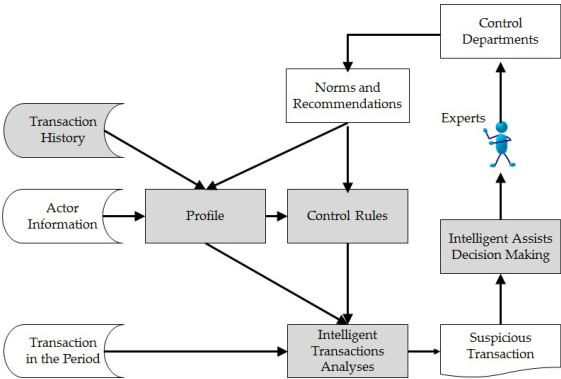 Control
Departments
Norms and
Recommendations
Experts
Transaction
History
Actor
Information
Profile
Control Rules
Intelligent Assists
Decision Making
Transaction
in the Period
Intelligent
Transactions
Analyses
Suspicious
Transaction